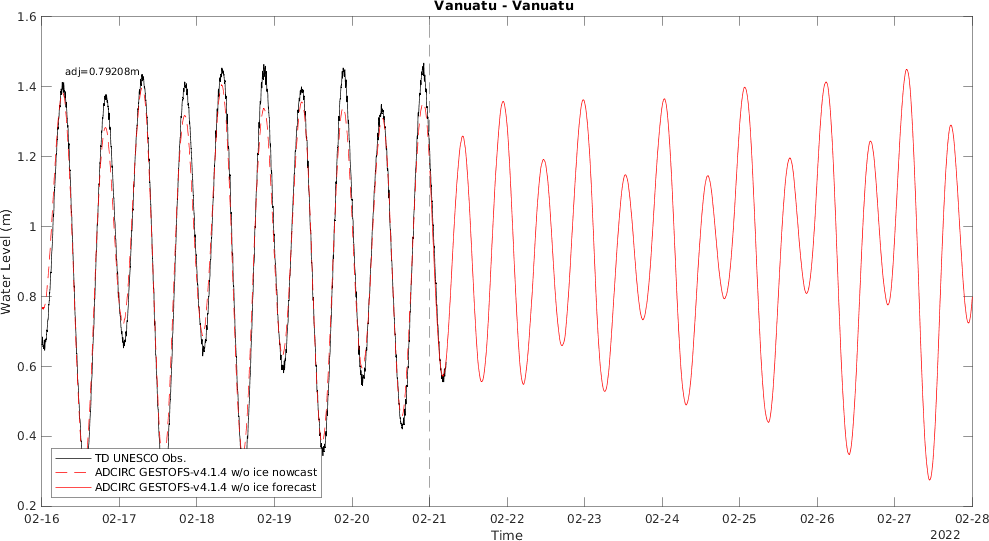 Vanuatu - Vanuatu
1.6
1.4
1.2
1
0.8
0.6
0.4
0.2
Water Level (m)
adj=0.79208m
TD UNESCO Obs.
ADCIRC GESTOFS-v4.1.4 w/o ice nowcast
ADCIRC GESTOFS-v4.1.4 w/o ice forecast
02-16 02-17 02-18 02-19 02-20 02-21 02-22 02-23 02-24 02-25 02-26 02-27 02-28
Time
2022